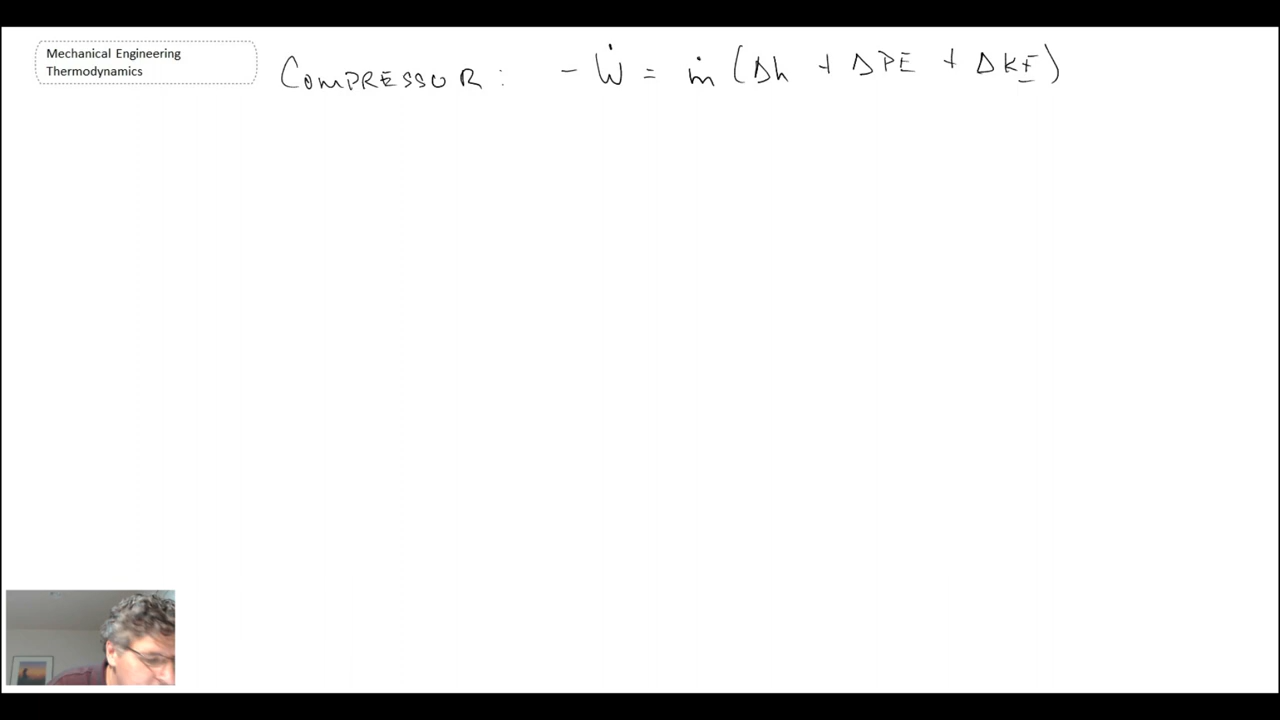 Mechanical Engineering
Thermodynamics
COMPRESSOR : - Ẇ = ṁ (Δh + ΔPE + ΔKE)